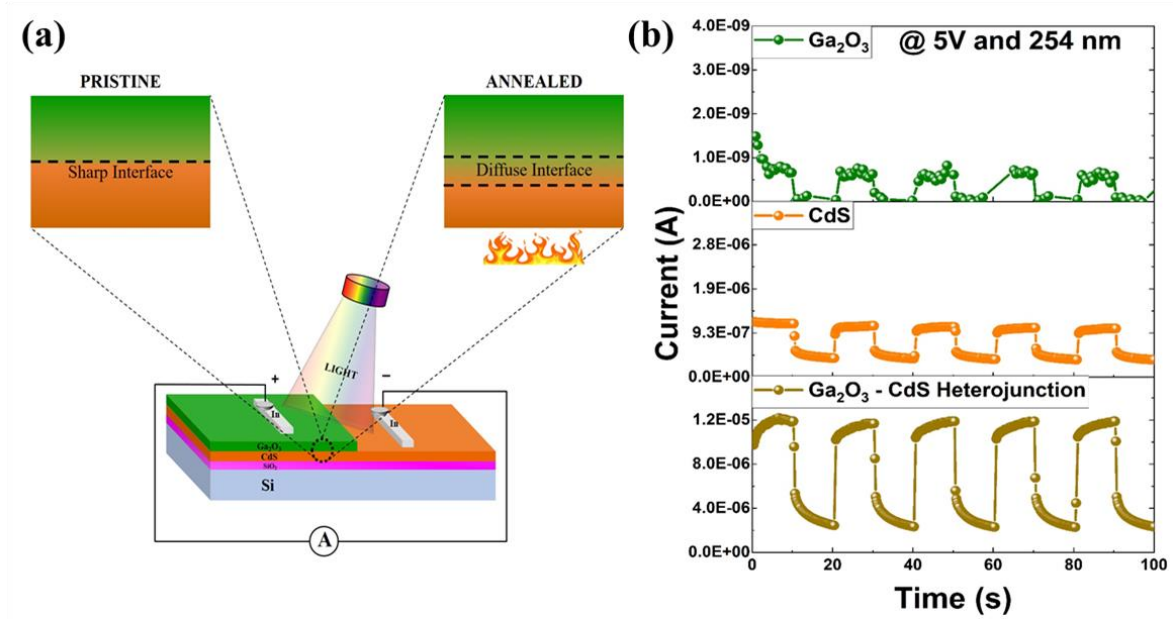 (a)
PRISTINE
ANNEALED
Sharp Interface
Diffuse Interface
LIGHT
+
−
In
In
Ga₂O₃
CdS
SiO₂
Si
A
(b)
Ga₂O₃
@ 5V and 254 nm
4.0E-09
3.0E-09
2.0E-09
1.0E-09
0.0E+00
CdS
2.8E-06
1.9E-06
9.3E-07
0.0E+00
Ga₂O₃ - CdS Heterojunction
1.2E-05
8.0E-06
4.0E-06
0.0E+00
Current (A)
0 20 40 60 80 100
Time (s)